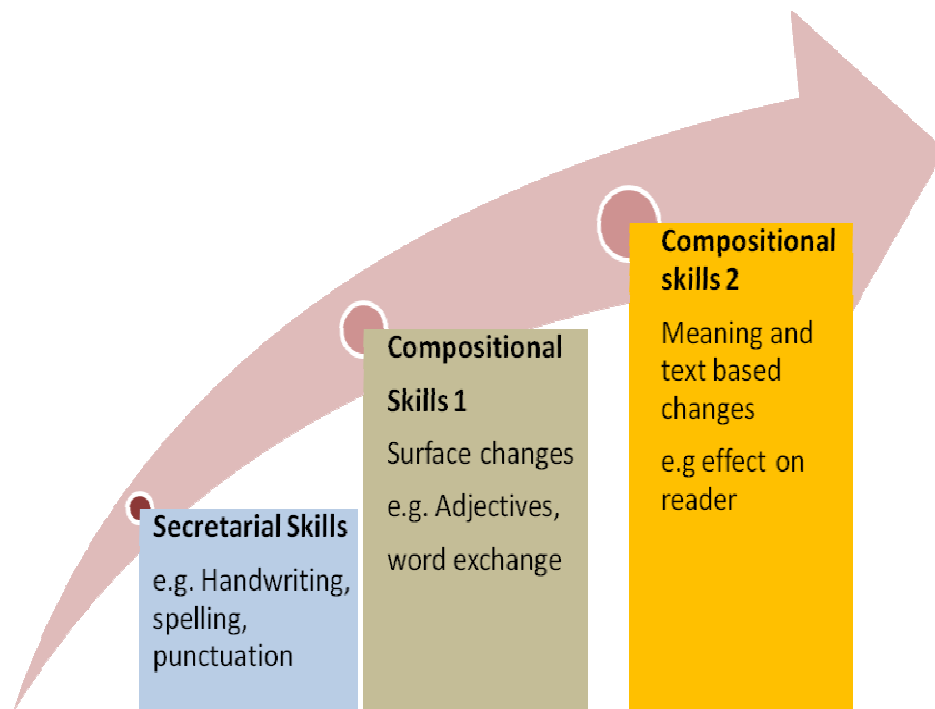 Secretarial Skills
e.g. Handwriting,
spelling,
punctuation
Compositional
Skills 1
Surface changes
e.g. Adjectives,
word exchange
Compositional
skills 2
Meaning and
text based
changes
e.g effect on
reader